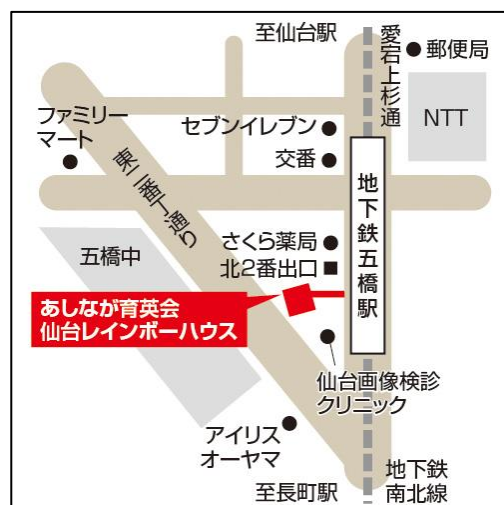 至仙台駅
愛宕上杉通
郵便局
ファミリー
マート
セブンイレブン
NTT
交番
東二番丁通り
地下鉄五橋駅
五橋中
さくら薬局
北2番出口
あしなが育英会
仙台レインボーハウス
仙台画像検診
クリニック
アイリス
オーヤマ
地下鉄
南北線
至長町駅